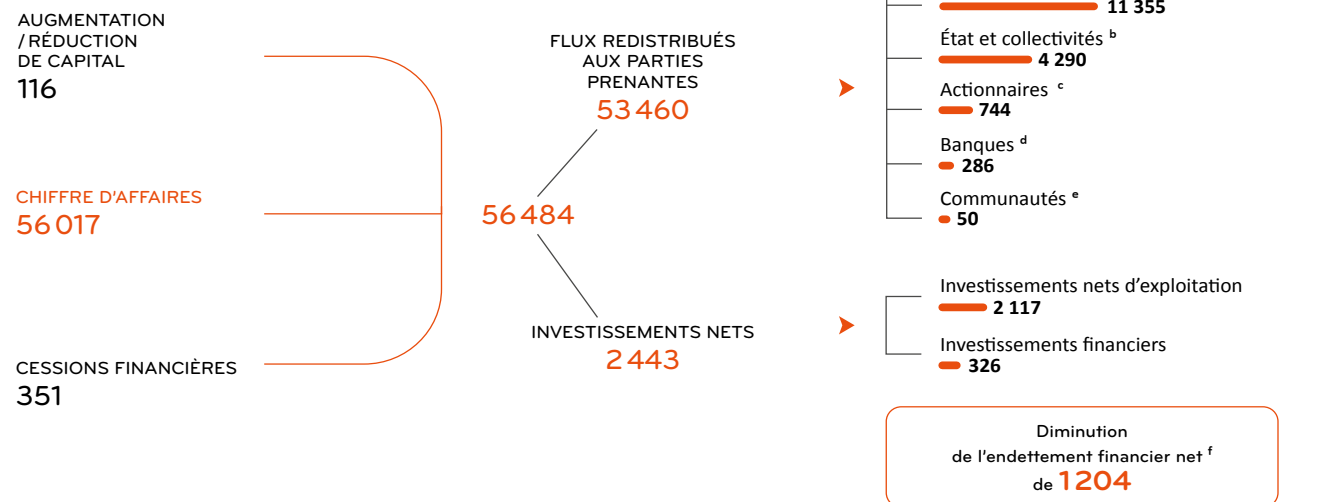 AUGMENTATION
/ RÉDUCTION
DE CAPITAL
116
CHIFFRE D'AFFAIRES
56 017
CESSIONS FINANCIÈRES
351
56 484
FLUX REDISTRIBUÉS
AUX PARTIES
PRENANTES
53 460
INVESTISSEMENTS NETS
2 443
11 355
État et collectivités b
4 290
Actionnaires c
744
Banques d
286
Communautés e
50
Investissements nets d'exploitation
2 117
Investissements financiers
326
Diminution
de l'endettement financier net f
de 1 204